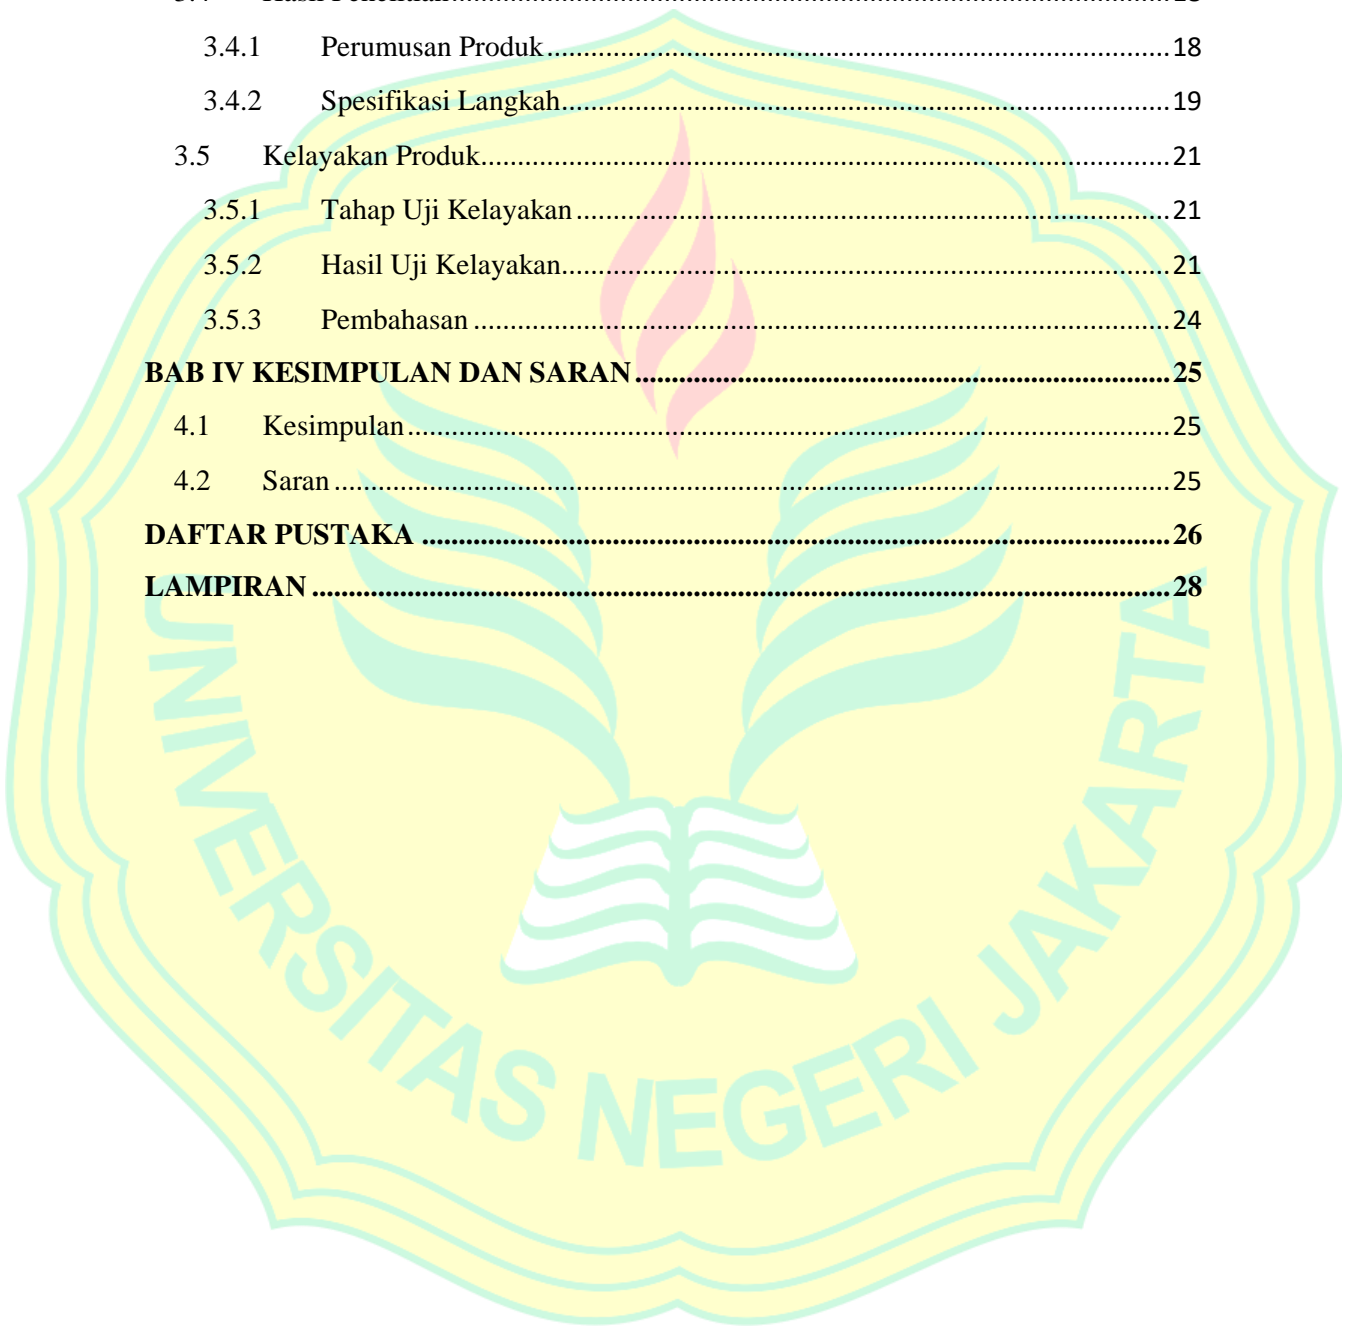 3.4.1 Perumusan Produk ........ 18
3.4.2 Spesifikasi Langkah ........ 19
3.5 Kelayakan Produk ........ 21
3.5.1 Tahap Uji Kelayakan ........ 21
3.5.2 Hasil Uji Kelayakan ........ 21
3.5.3 Pembahasan ........ 24
BAB IV KESIMPULAN DAN SARAN ........ 25
4.1 Kesimpulan ........ 25
4.2 Saran ........ 25
DAFTAR PUSTAKA ........ 26
LAMPIRAN ........ 28
UNIVERSITAS NEGERI JAKARTA